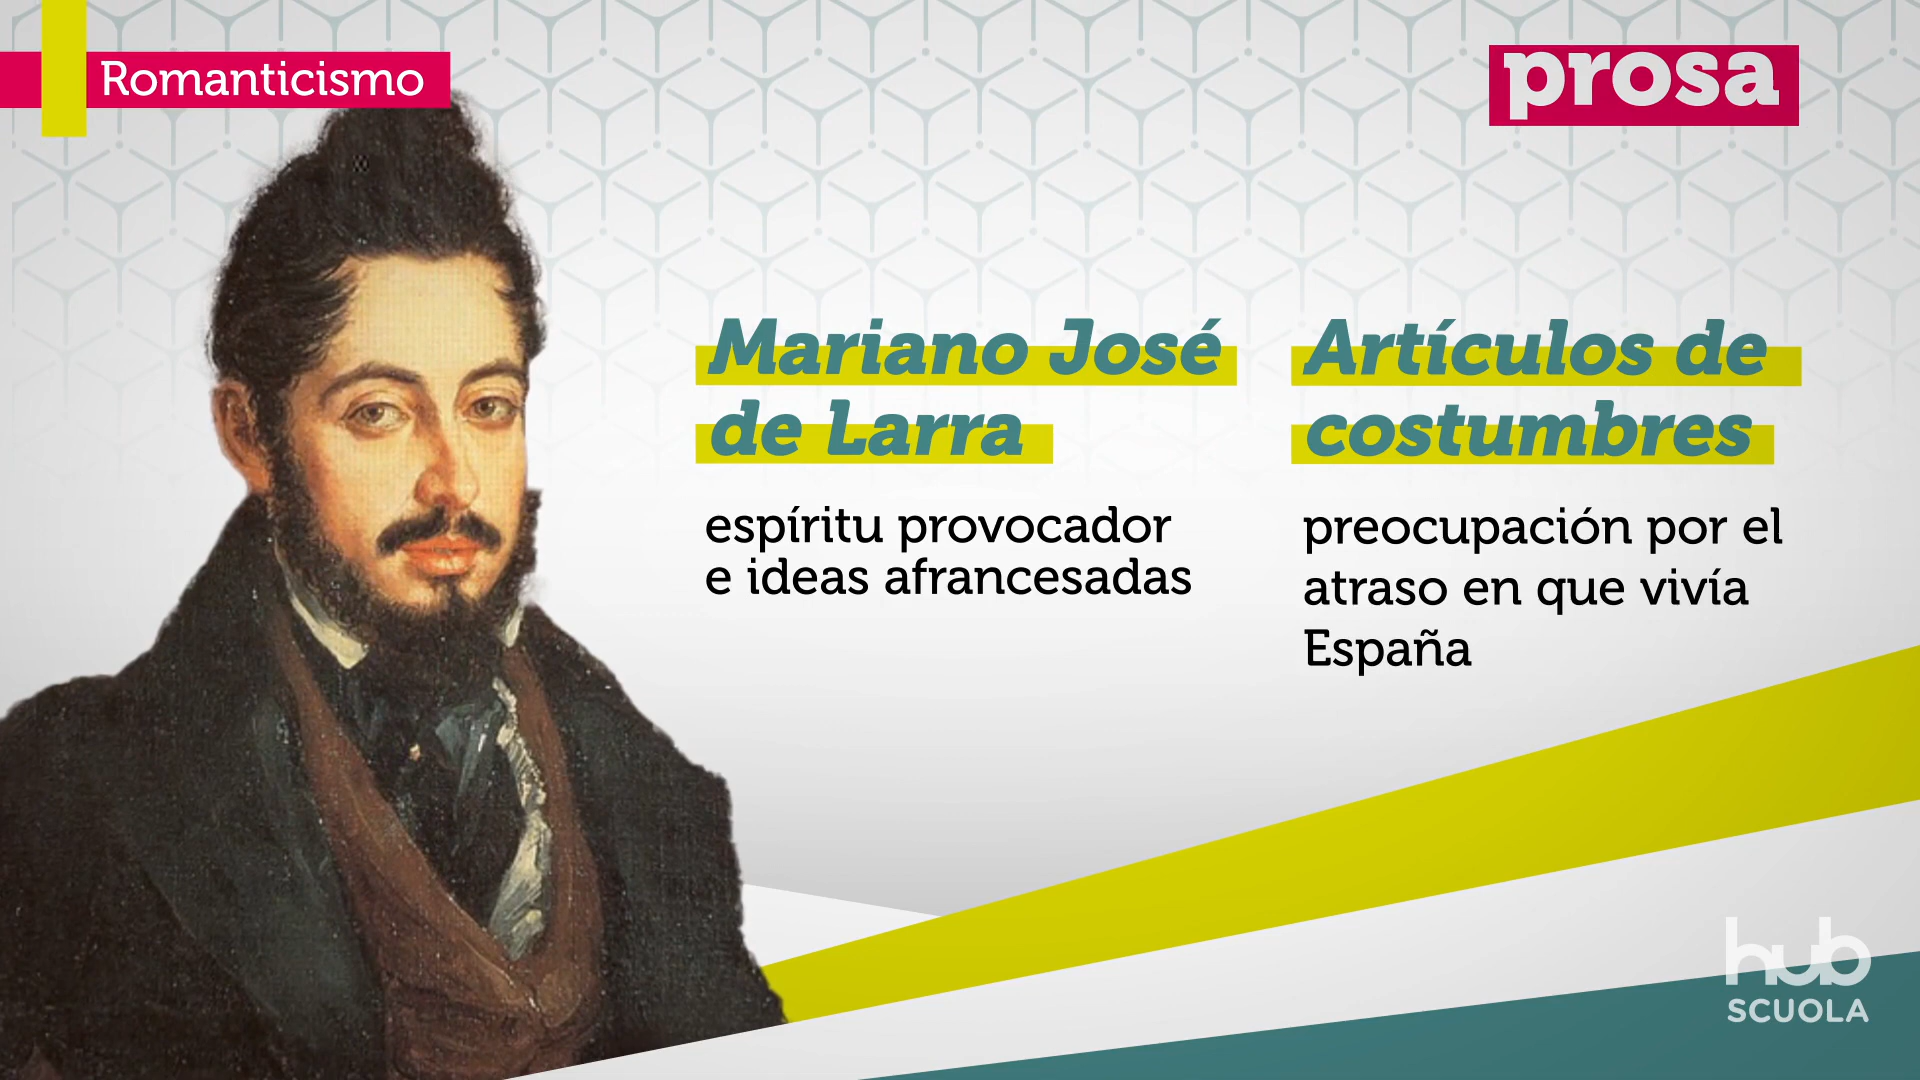 Romanticismo
prosa
Mariano José
de Larra
espíritu provocador
e ideas afrancesadas
Artículos de
costumbres
preocupación por el
atraso en que vivía
España
hub
SCUOLA